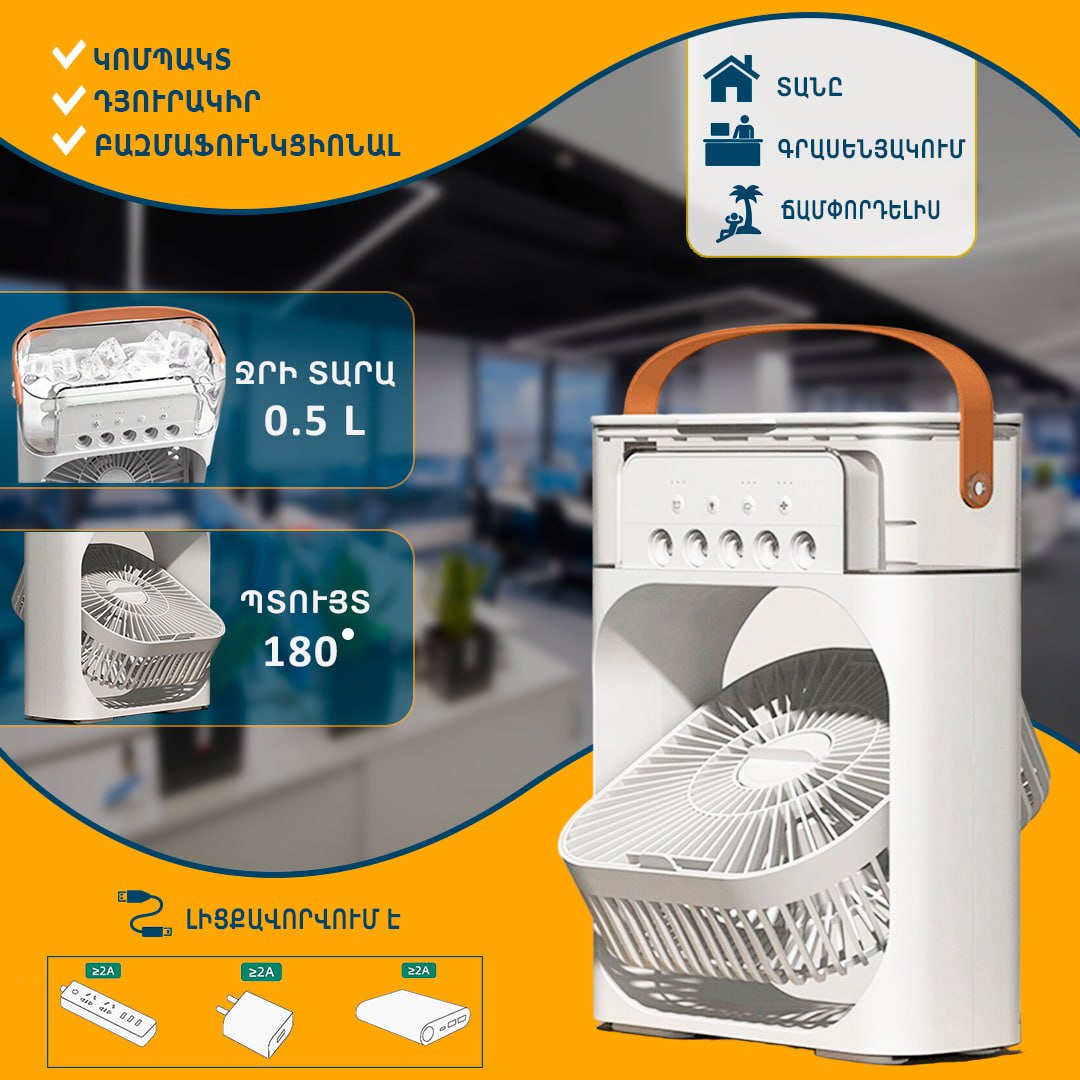 ԿՈՄՊԱԿՏ
ԴՅՈՒՐԱԿԻՐ
ԲԱԶՄԱՖՈՒՆԿՑԻՈՆԱԼ
ՏԱՆԸ
ԳՐԱՍԵՆՅԱԿՈՒՄ
ՃԱՄՓՈՐԴԵԼԻՍ
ՋՐԻ ՏԱՐԱ
0.5 L
ՊՏՈՒՅՏ
180°
ԼԻՑՔԱՎՈՐՎՈՒՄ Է
≥2A
≥2A
≥2A